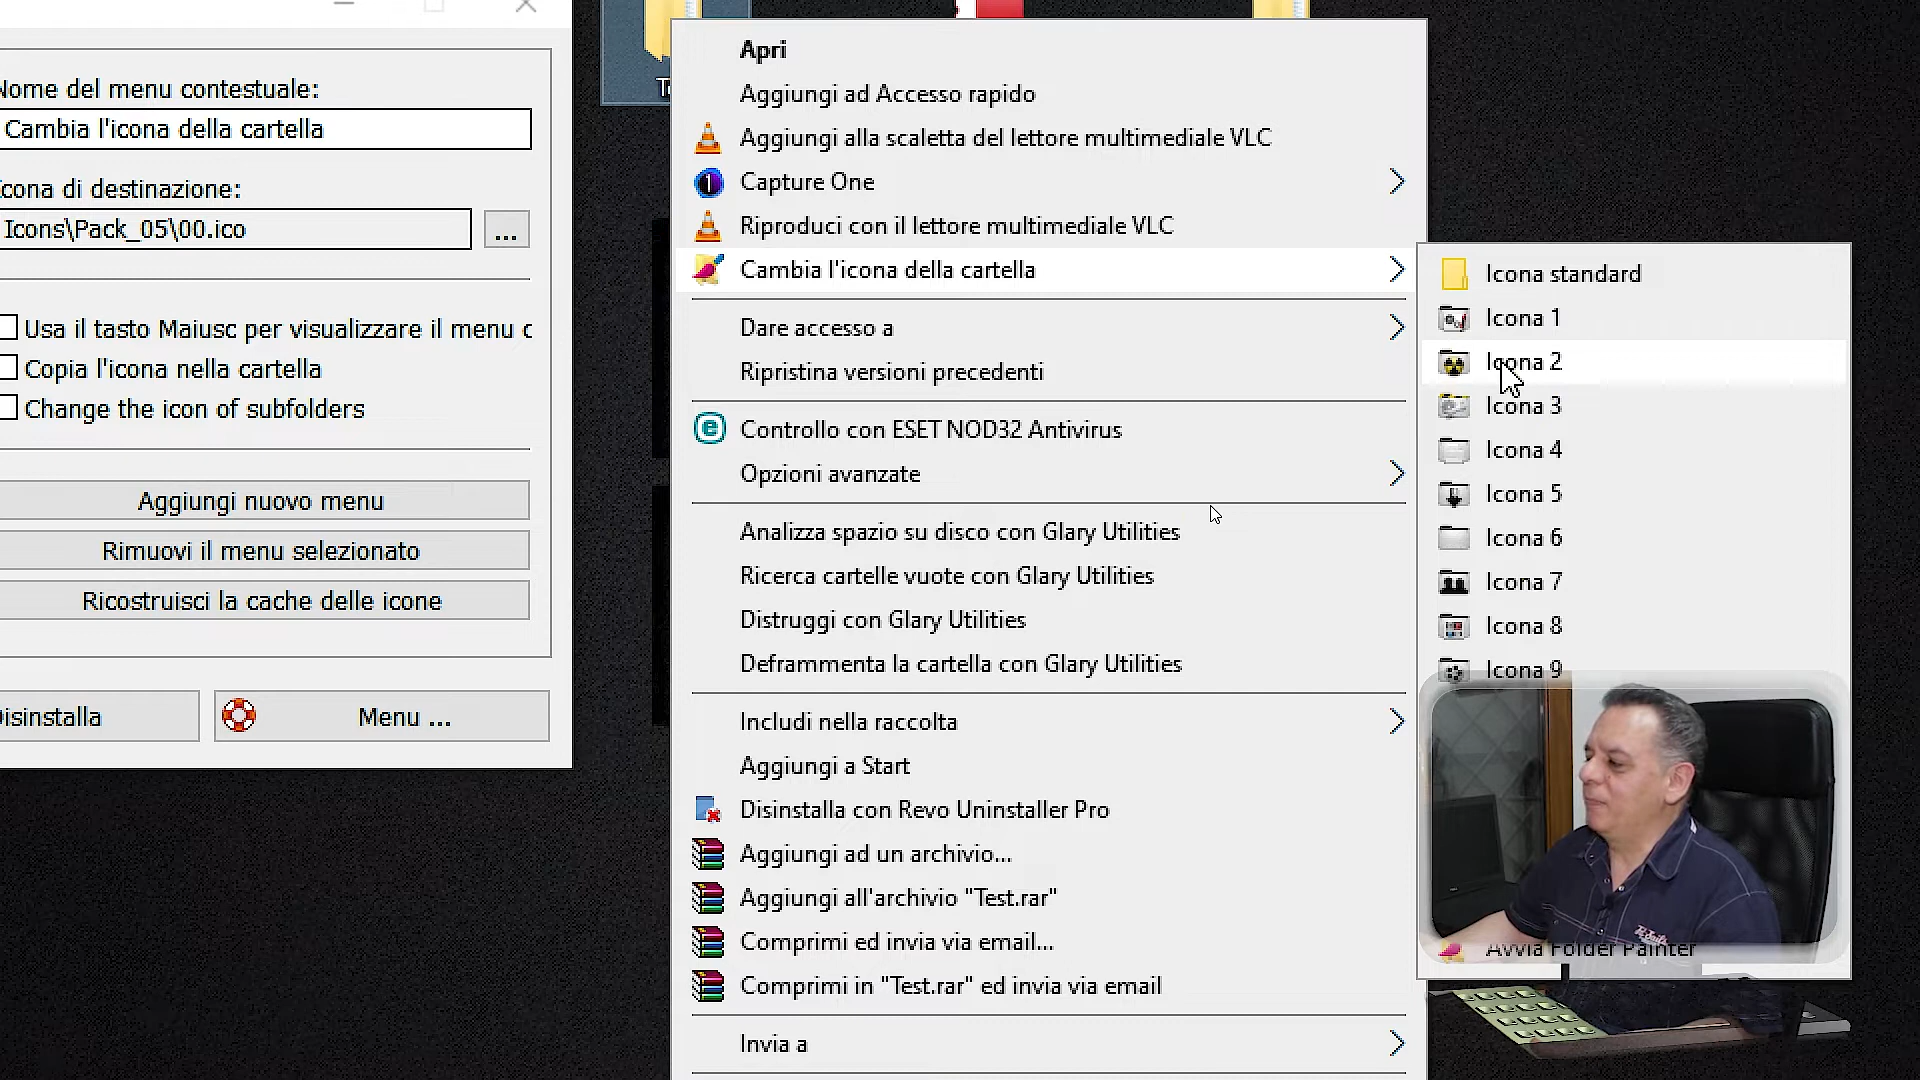 Nome del menu contestuale:
Cambia l'icona della cartella
Icona di destinazione:
Icons\Pack_05\00.ico
...
Usa il tasto Maiusc per visualizzare il menu
Copia l'icona nella cartella
Change the icon of subfolders
Aggiungi nuovo menu
Rimuovi il menu selezionato
Ricostruisci la cache delle icone
Disinstalla
Menu ...
Apri
Aggiungi ad Accesso rapido
Aggiungi alla scaletta del lettore multimediale VLC
Capture One
Riproduci con il lettore multimediale VLC
Cambia l'icona della cartella
Dare accesso a
Ripristina versioni precedenti
Controllo con ESET NOD32 Antivirus
Opzioni avanzate
Analizza spazio su disco con Glary Utilities
Ricerca cartelle vuote con Glary Utilities
Distruggi con Glary Utilities
Deframmenta la cartella con Glary Utilities
Includi nella raccolta
Aggiungi a Start
Disinstalla con Revo Uninstaller Pro
Aggiungi ad un archivio...
Aggiungi all'archivio "Test.rar"
Comprimi ed invia via email...
Comprimi in "Test.rar" ed invia via email
Invia a
Icona standard
Icona 1
Icona 2
Icona 3
Icona 4
Icona 5
Icona 6
Icona 7
Icona 8
Icona 9
Avvia Folder Painter